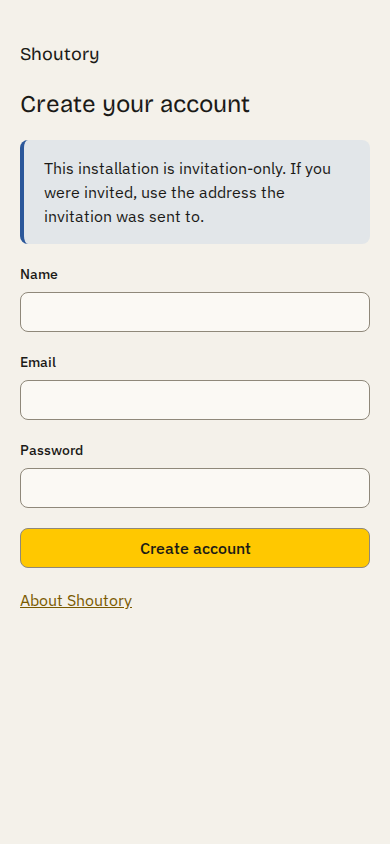 Shoutory
Create your account
This installation is invitation-only. If you
were invited, use the address the
invitation was sent to.
Name
Email
Password
Create account
About Shoutory